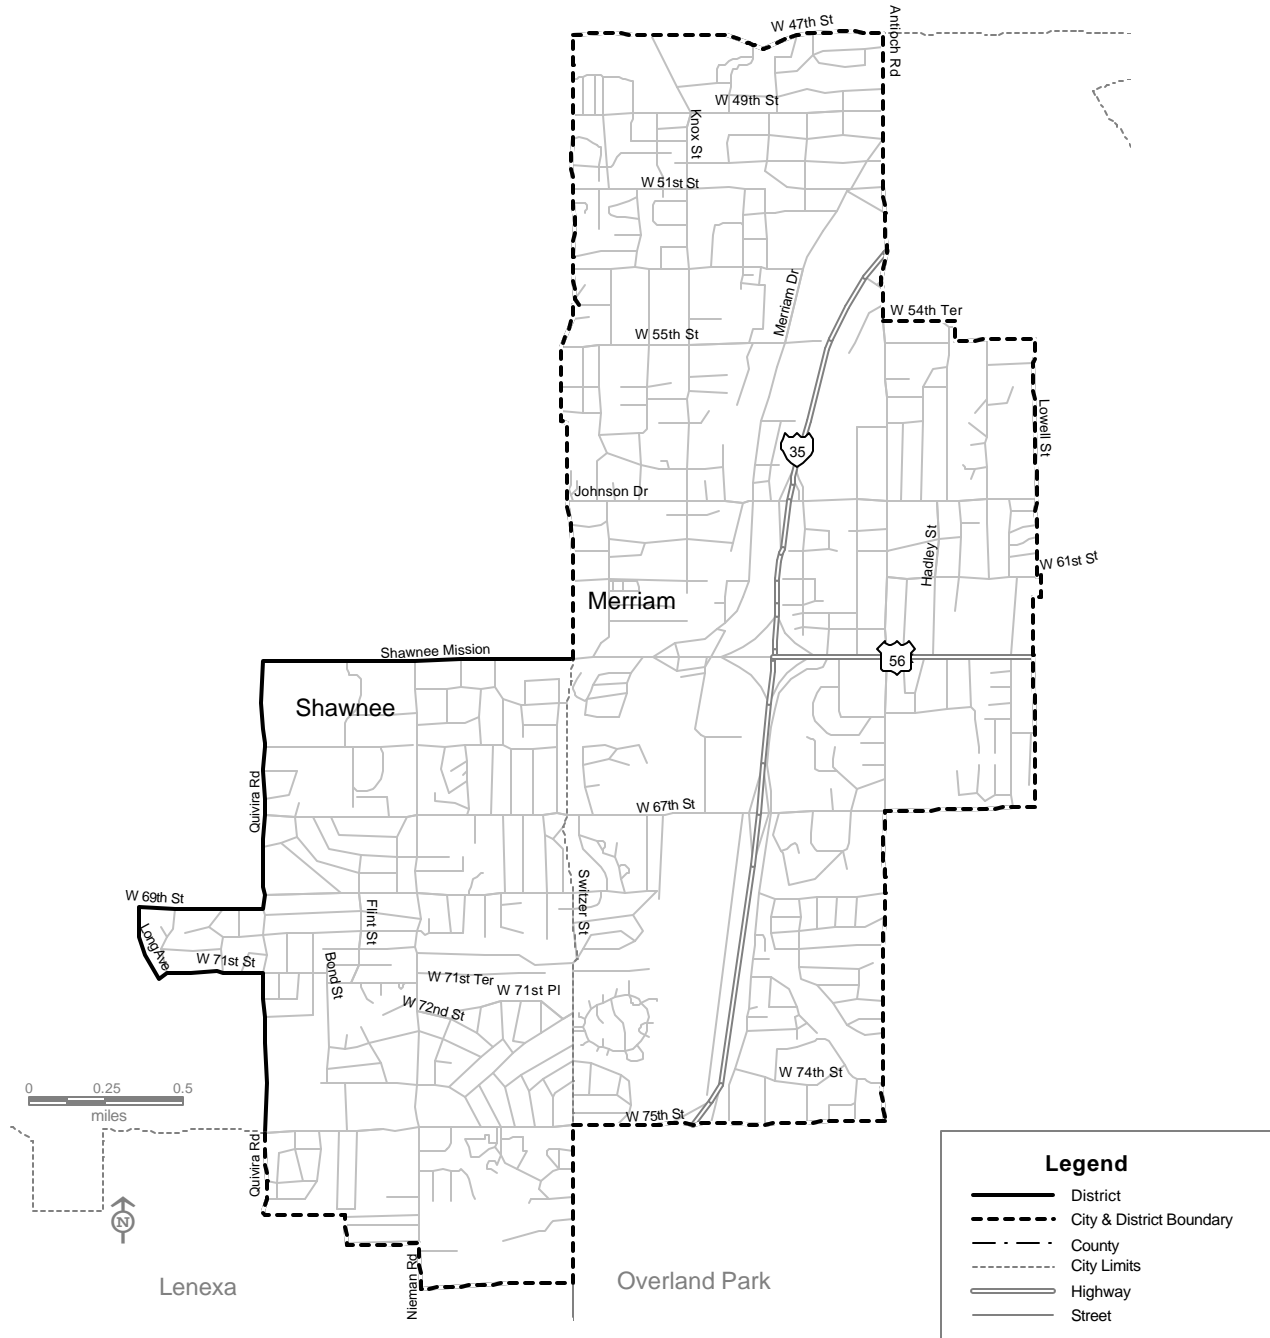 W 47th St
Antioch Rd
W 49th St
Knox St
W 51st St
Merriam Dr
W 54th Ter
W 55th St
Lowell St
35
Johnson Dr
Hadley St
W 61st St
Merriam
Shawnee Mission
56
Shawnee
Quivira Rd
W 67th St
W 69th St
Switzer St
Flint St
Long Ave
W 71st St
Bond St
W 71st Ter
W 71st Pl
W 72nd St
W 74th St
0 0.25 0.5
miles
W 75th St
Quivira Rd
N
Nieman Rd
Lenexa
Overland Park
Legend
District
City & District Boundary
County
City Limits
Highway
Street